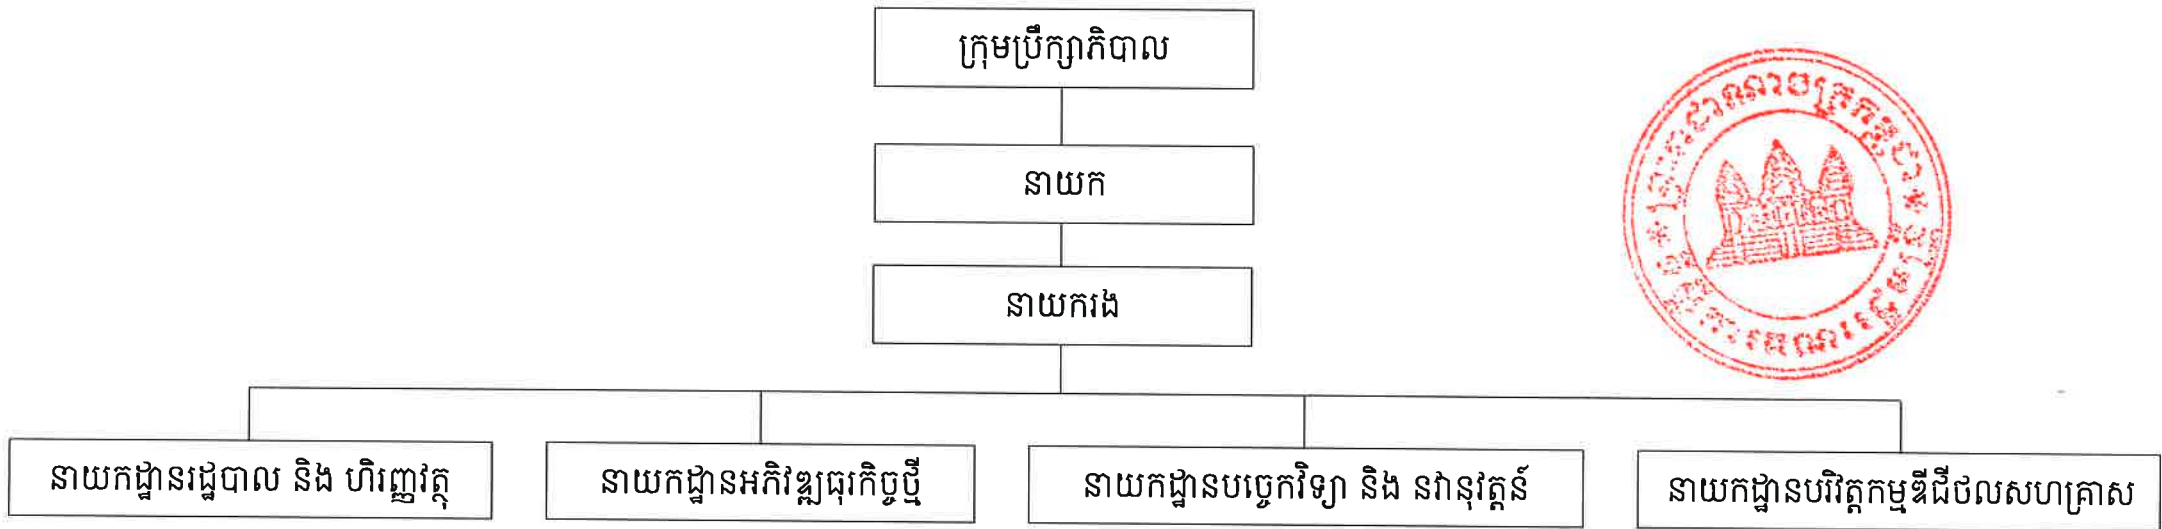 ក្រុមប្រឹក្សាភិបាល
នាយក
នាយករង
នាយកដ្ឋានរដ្ឋបាល និង ហិរញ្ញវត្ថុ
នាយកដ្ឋានអភិវឌ្ឍធុរកិច្ចថ្មី
នាយកដ្ឋានបច្ចេកវិទ្យា និង នវានុវត្តន៍
នាយកដ្ឋានបរិវត្តកម្មឌីជីថលសហគ្រាស